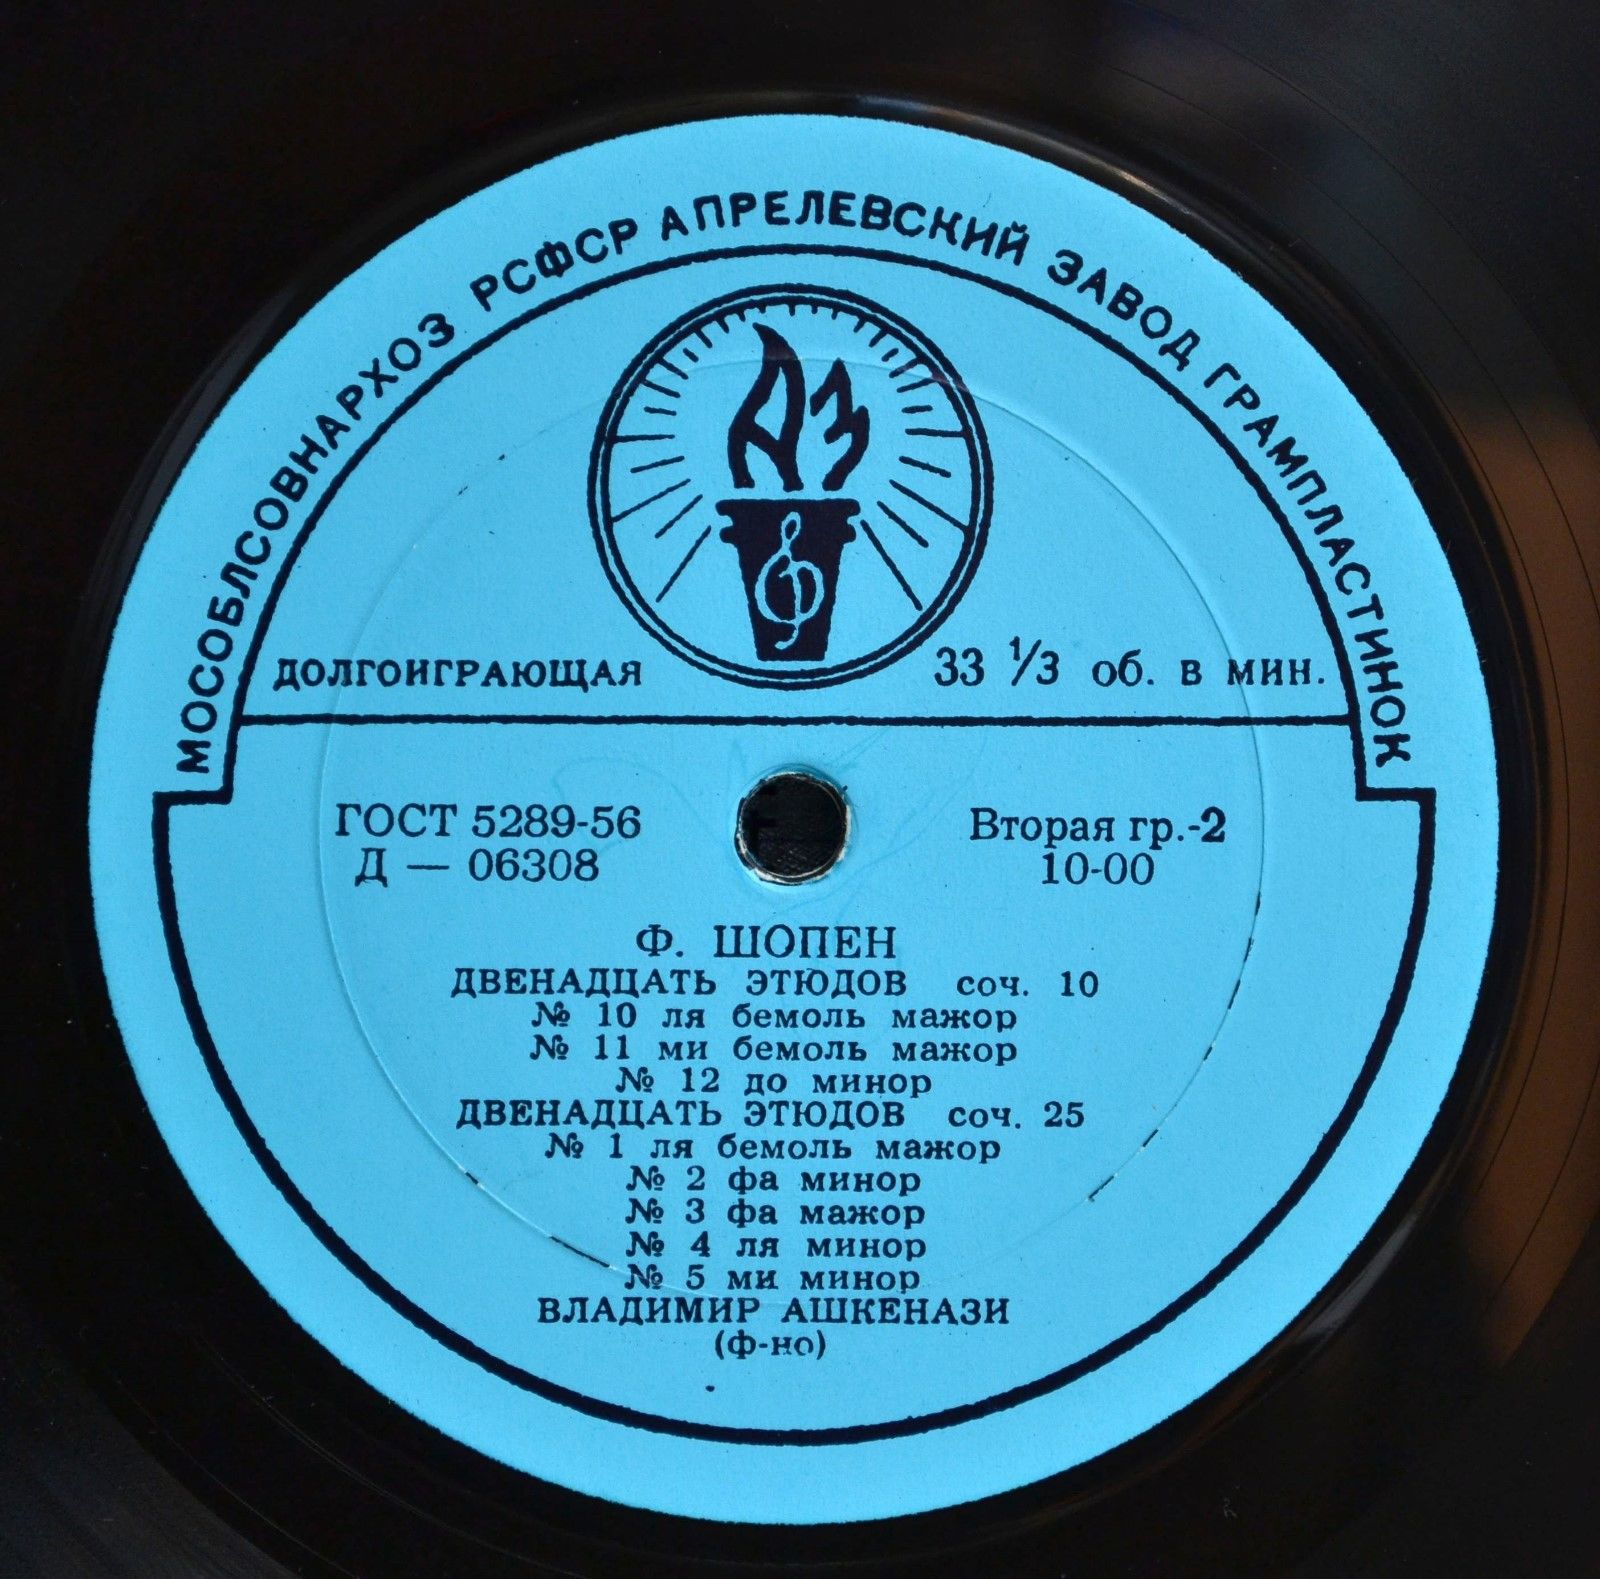 МОСОБЛСОВНАРХОЗ РСФСР АПРЕЛЕВСКИЙ ЗАВОД ГРАМПЛАСТИНОК
АЗ
ДОЛГОИГРАЮЩАЯ 33 1/3 об. в мин.
ГОСТ 5289-56 Вторая гр.-2
Д — 06308 10-00
Ф. ШОПЕН
ДВЕНАДЦАТЬ ЭТЮДОВ соч. 10
№ 10 ля бемоль мажор
№ 11 ми бемоль мажор
№ 12 до минор
ДВЕНАДЦАТЬ ЭТЮДОВ соч. 25
№ 1 ля бемоль мажор
№ 2 фа минор
№ 3 фа мажор
№ 4 ля минор
№ 5 ми минор
ВЛАДИМИР АШКЕНАЗИ
(ф-но)